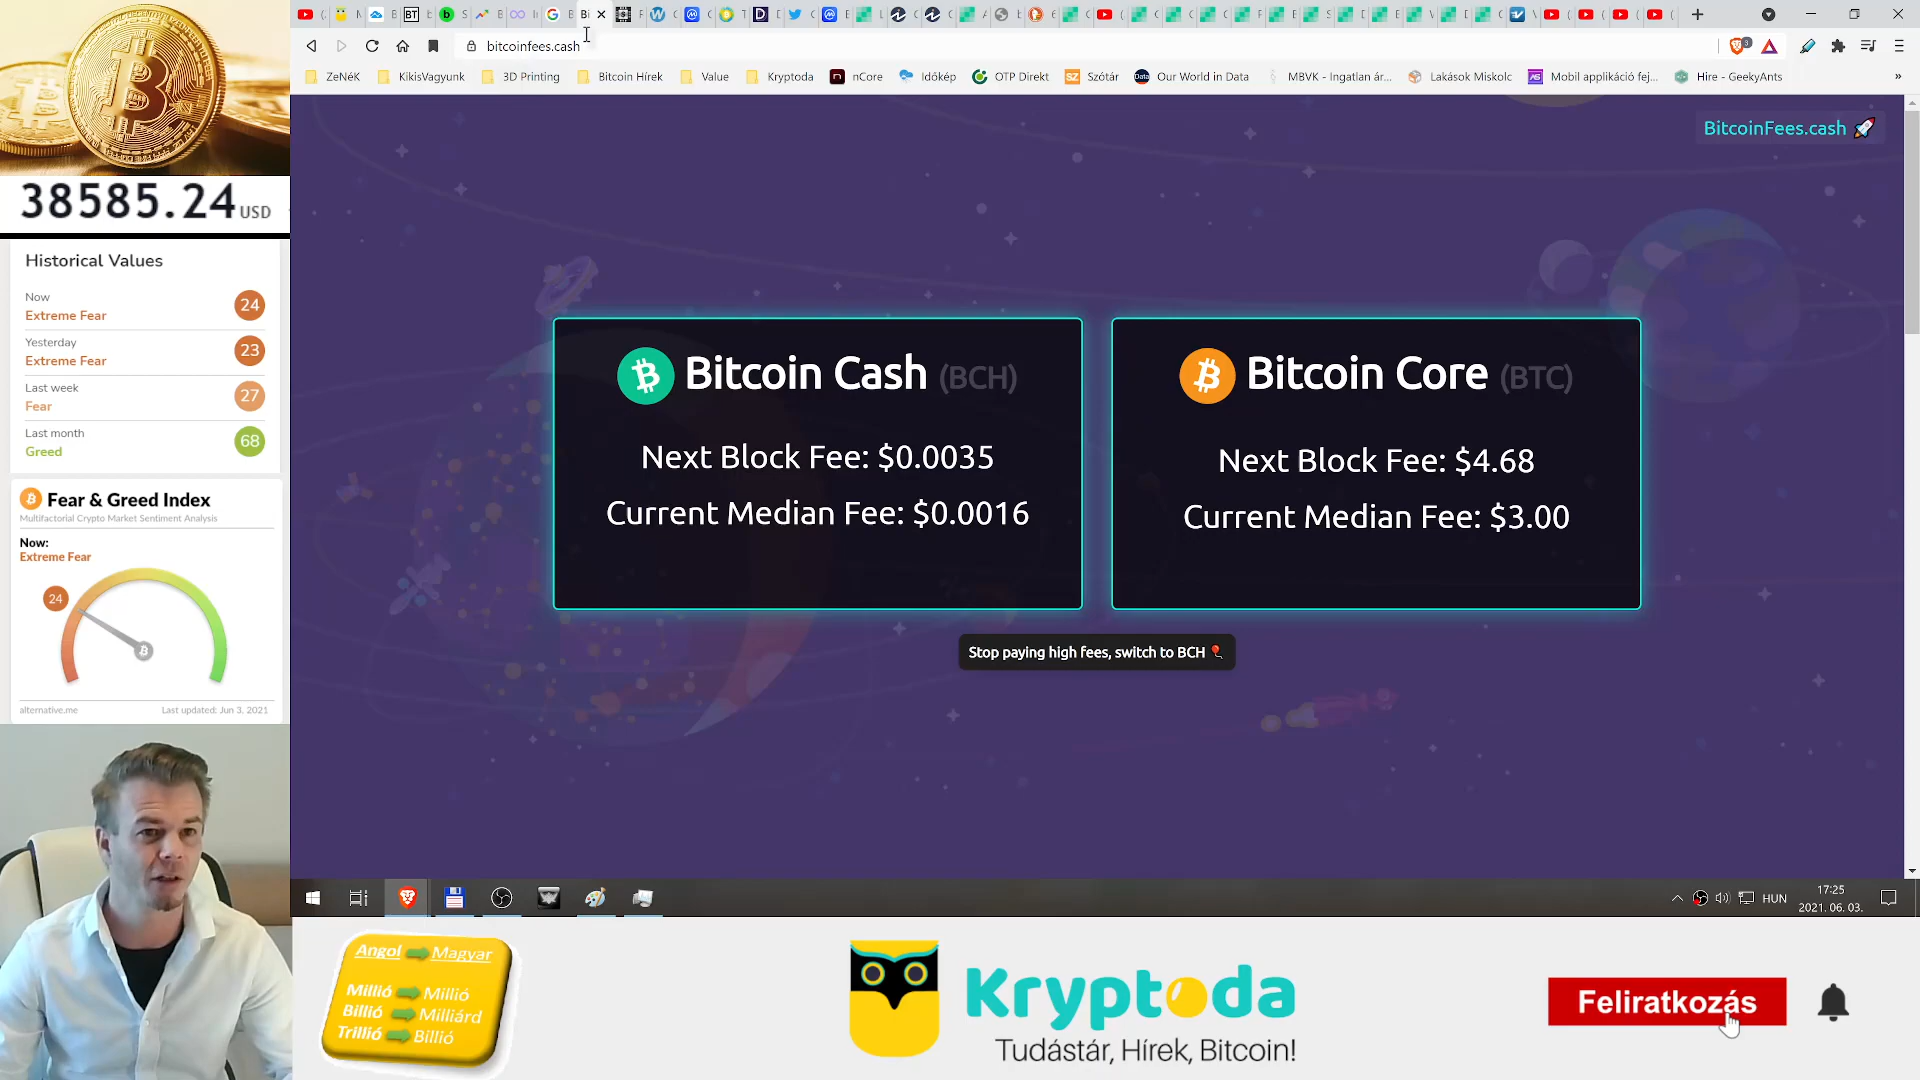 bitcoinfees.cash
ZeNéK
KikisVagyunk
3D Printing
Bitcoin Hírek
Value
Kryptoda
nCore
Időkép
OTP Direkt
Szótár
Our World in Data
MBVK - Ingatlan ár...
Lakások Miskolc
Mobil applikáció fej...
Hire - GeekyAnts
BitcoinFees.cash
38585.24 USD
Historical Values
Now
Extreme Fear
24
Yesterday
Extreme Fear
23
Last week
Fear
27
Last month
Greed
68
Fear & Greed Index
Multifactorial Crypto Market Sentiment Analysis
Now:
Extreme Fear
24
alternative.me
Last updated: Jun 3, 2021
Bitcoin Cash (BCH)
Next Block Fee: $0.0035
Current Median Fee: $0.0016
Bitcoin Core (BTC)
Next Block Fee: $4.68
Current Median Fee: $3.00
Stop paying high fees, switch to BCH
HUN
17:25
2021. 06. 03.
Angol Magyar
Millió Millió
Billió Milliárd
Trillió Billió
Kryptoda
Tudástár, Hírek, Bitcoin!
Feliratkozás